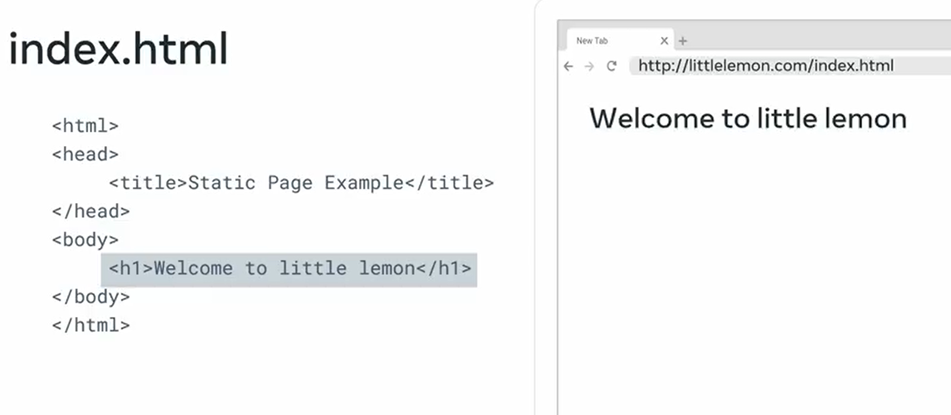 index.html
<html>
<head>
<title>Static Page Example</title>
</head>
<body>
<h1>Welcome to little lemon</h1>
</body>
</html>
New Tab
http://littlelemon.com/index.html
Welcome to little lemon